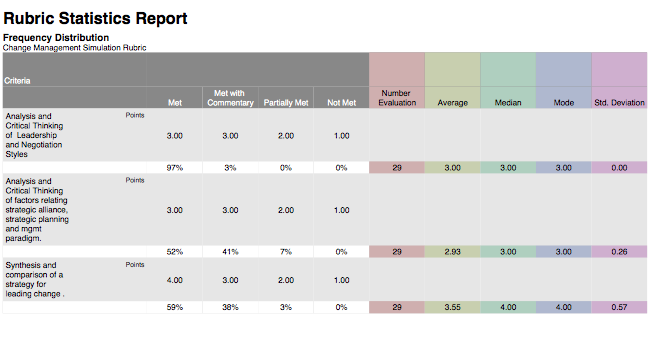 Rubric Statistics Report
Frequency Distribution
Change Management Simulation Rubric
Criteria
Met Met with Commentary Partially Met Not Met Number Evaluation Average Median Mode Std. Deviation
Analysis and Points
Critical Thinking
of Leadership 3.00 3.00 2.00 1.00
and Negotiation
Styles
97% 3% 0% 0% 29 3.00 3.00 3.00 0.00
Analysis and Points
Critical Thinking
of factors relating
strategic alliance, 3.00 3.00 2.00 1.00
strategic planning
and mgmt
paradigm.
52% 41% 7% 0% 29 2.93 3.00 3.00 0.26
Synthesis and Points
comparison of a
strategy for 4.00 3.00 2.00 1.00
leading change .
59% 38% 3% 0% 29 3.55 4.00 4.00 0.57